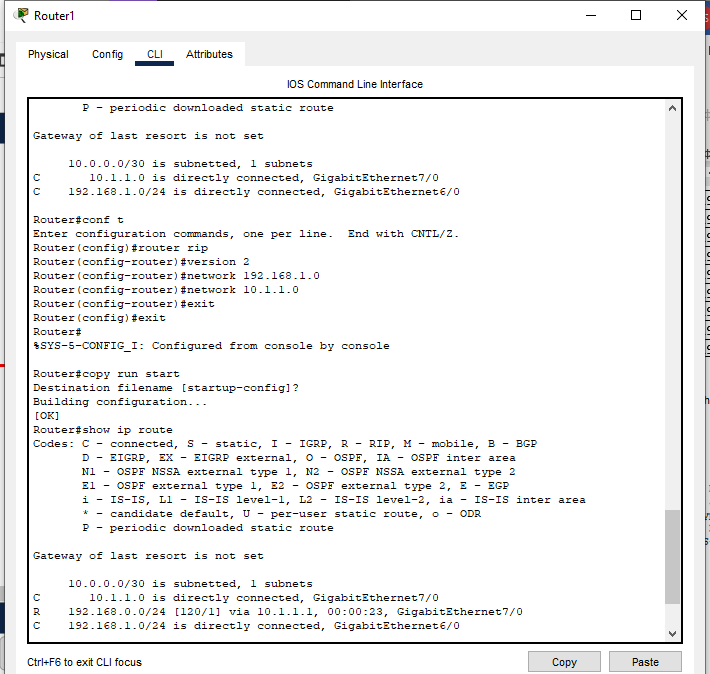 Router1
Physical Config CLI Attributes
IOS Command Line Interface
P - periodic downloaded static route
Gateway of last resort is not set
10.0.0.0/30 is subnetted, 1 subnets
C 10.1.1.0 is directly connected, GigabitEthernet7/0
C 192.168.1.0/24 is directly connected, GigabitEthernet6/0
Router#conf t
Enter configuration commands, one per line. End with CNTL/Z.
Router(config)#router rip
Router(config-router)#version 2
Router(config-router)#network 192.168.1.0
Router(config-router)#network 10.1.1.0
Router(config-router)#exit
Router(config)#exit
Router#
%SYS-5-CONFIG_I: Configured from console by console
Router#copy run start
Destination filename [startup-config]?
Building configuration...
[OK]
Router#show ip route
Codes: C - connected, S - static, I - IGRP, R - RIP, M - mobile, B - BGP
D - EIGRP, EX - EIGRP external, O - OSPF, IA - OSPF inter area
N1 - OSPF NSSA external type 1, N2 - OSPF NSSA external type 2
E1 - OSPF external type 1, E2 - OSPF external type 2, E - EGP
i - IS-IS, L1 - IS-IS level-1, L2 - IS-IS level-2, ia - IS-IS inter area
* - candidate default, U - per-user static route, o - ODR
P - periodic downloaded static route
Gateway of last resort is not set
10.0.0.0/30 is subnetted, 1 subnets
C 10.1.1.0 is directly connected, GigabitEthernet7/0
R 192.168.0.0/24 [120/1] via 10.1.1.1, 00:00:23, GigabitEthernet7/0
C 192.168.1.0/24 is directly connected, GigabitEthernet6/0
Ctrl+F6 to exit CLI focus
Copy Paste